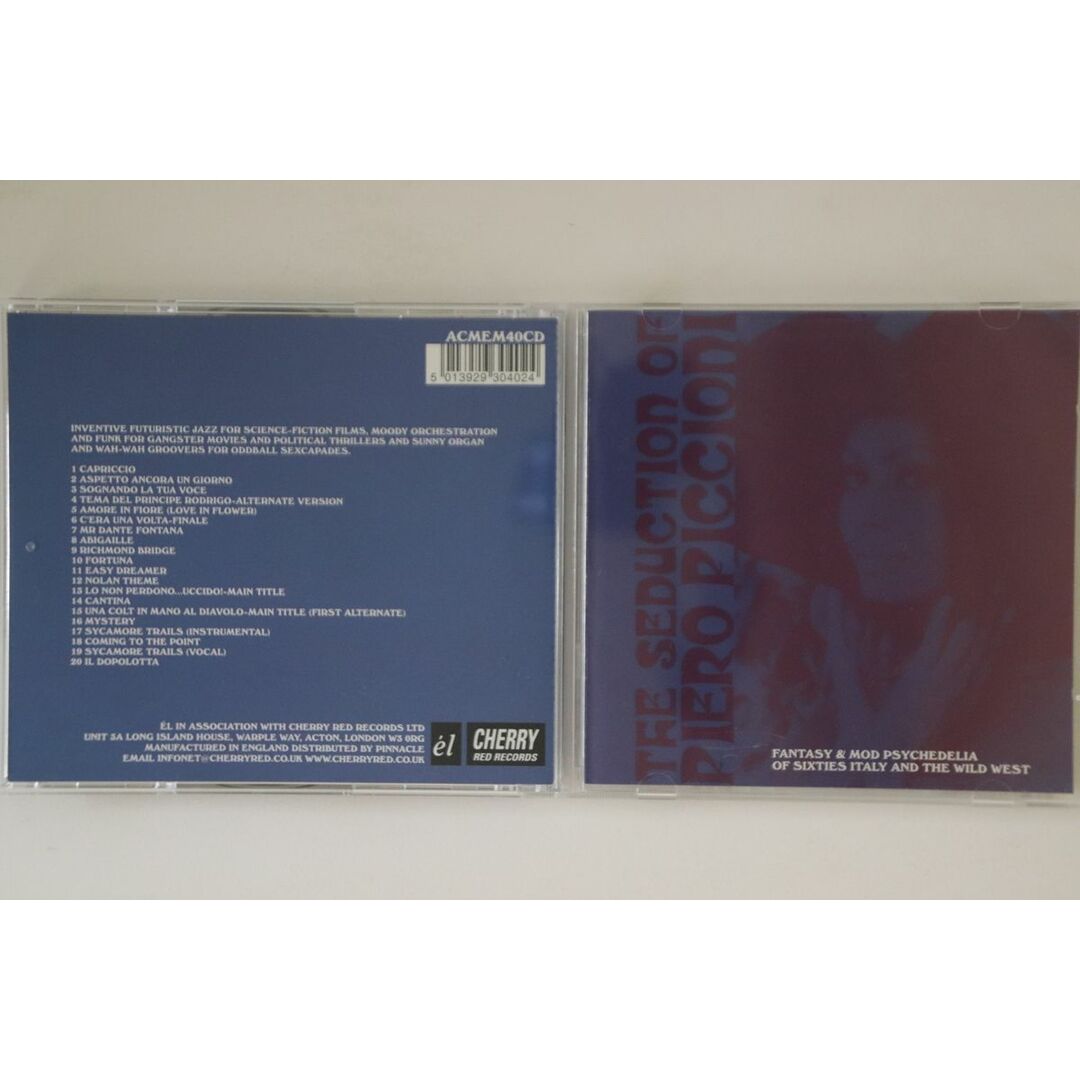 ACMEM40CD
5 013929 304024
INVENTIVE FUTURISTIC JAZZ FOR SCIENCE-FICTION FILMS, MOODY ORCHESTRATION
AND FUNK FOR GANGSTER MOVIES AND POLITICAL THRILLERS AND SUNNY ORGAN
AND WAH-WAH GROOVERS FOR ODDBALL SEXCAPADES.
1 CAPRICCIO
2 ASPETTO ANCORA UN GIORNO
3 SOGNANDO LA TUA VOCE
4 TEMA DEL PRINCIPE RODRIGO-ALTERNATE VERSION
5 AMORE IN FIORE (LOVE IN FLOWER)
6 C'ERA UNA VOLTA-FINALE
7 MR DANTE FONTANA
8 ABIGAILLE
9 RICHMOND BRIDGE
10 FORTUNA
11 EASY DREAMER
12 NOLAN THEME
13 LO NON PERDONO...UCCIDO!-MAIN TITLE
14 CANTINA
15 UNA COLT IN MANO AL DIAVOLO-MAIN TITLE (FIRST ALTERNATE)
16 MYSTERY
17 SYCAMORE TRAILS (INSTRUMENTAL)
18 COMING TO THE POINT
19 SYCAMORE TRAILS (VOCAL)
20 IL DOPOLOTTA
ÉL IN ASSOCIATION WITH CHERRY RED RECORDS LTD
UNIT 3A LONG ISLAND HOUSE, WARPLE WAY, ACTON, LONDON W3 0RG
MANUFACTURED IN ENGLAND DISTRIBUTED BY PINNACLE
EMAIL INFONET@CHERRYRED.CO.UK WWW.CHERRYRED.CO.UK
él
CHERRY
RED RECORDS
THE SEDUCTION OF
PIERO PICCIONI
FANTASY & MOD PSYCHEDELIA
OF SIXTIES ITALY AND THE WILD WEST